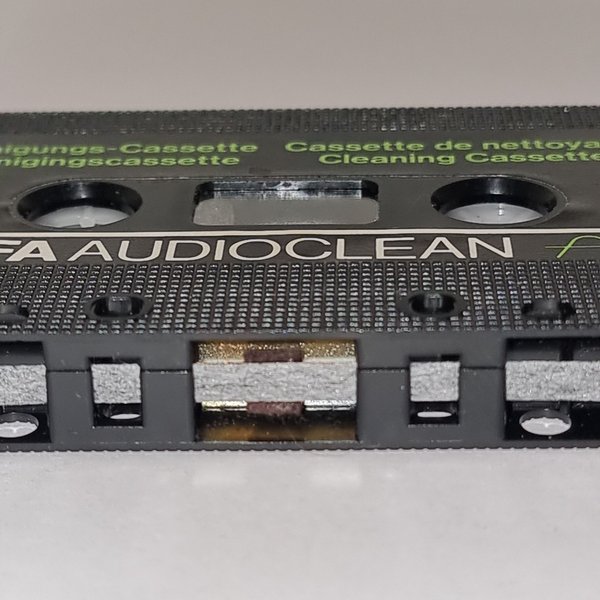 nigungs-Cassette Cassette de nettoya
nigingscassette Cleaning Cassette
FA AUDIOCLEAN